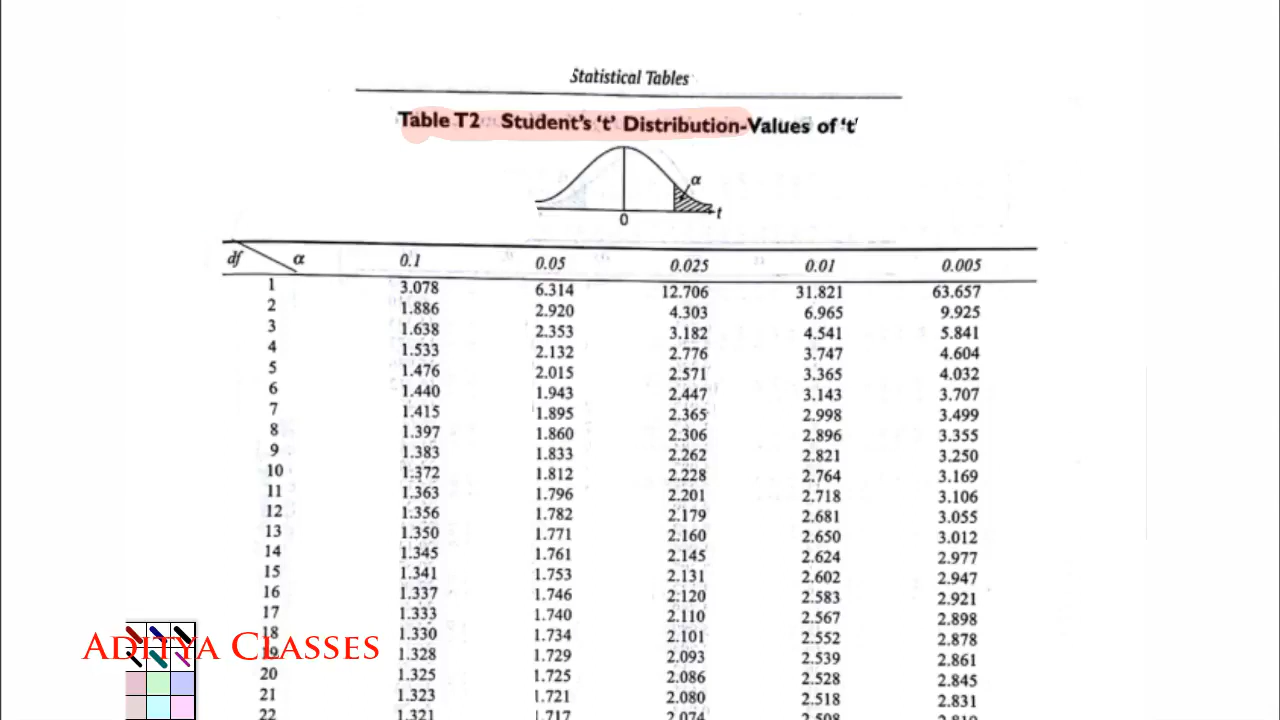 Statistical Tables
Table T2 Student's 't' Distribution-Values of 't'
α
0 t
df α 0.1 0.05 0.025 0.01 0.005
1 3.078 6.314 12.706 31.821 63.657
2 1.886 2.920 4.303 6.965 9.925
3 1.638 2.353 3.182 4.541 5.841
4 1.533 2.132 2.776 3.747 4.604
5 1.476 2.015 2.571 3.365 4.032
6 1.440 1.943 2.447 3.143 3.707
7 1.415 1.895 2.365 2.998 3.499
8 1.397 1.860 2.306 2.896 3.355
9 1.383 1.833 2.262 2.821 3.250
10 1.372 1.812 2.228 2.764 3.169
11 1.363 1.796 2.201 2.718 3.106
12 1.356 1.782 2.179 2.681 3.055
13 1.350 1.771 2.160 2.650 3.012
14 1.345 1.761 2.145 2.624 2.977
15 1.341 1.753 2.131 2.602 2.947
16 1.337 1.746 2.120 2.583 2.921
17 1.333 1.740 2.110 2.567 2.898
18 1.330 1.734 2.101 2.552 2.878
ADITYA CLASSES
19 1.328 1.729 2.093 2.539 2.861
20 1.325 1.725 2.086 2.528 2.845
21 1.323 1.721 2.080 2.518 2.831
22 1.321 1.717 2.074 2.508 2.819